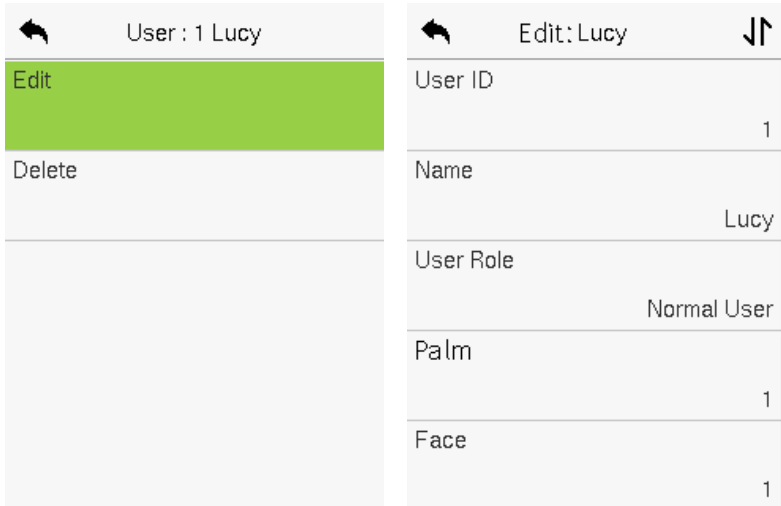 User : 1 Lucy
Edit
Delete
Edit: Lucy
User ID
1
Name
Lucy
User Role
Normal User
Palm
1
Face
1